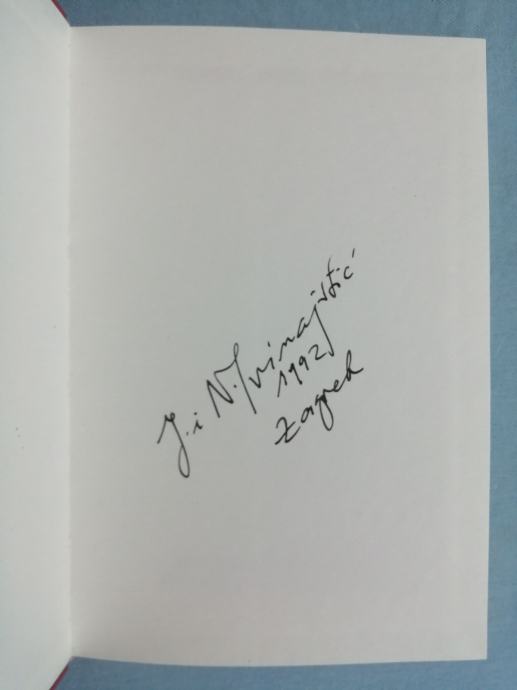 J. i N. Trinajstić
1992
Zagreb